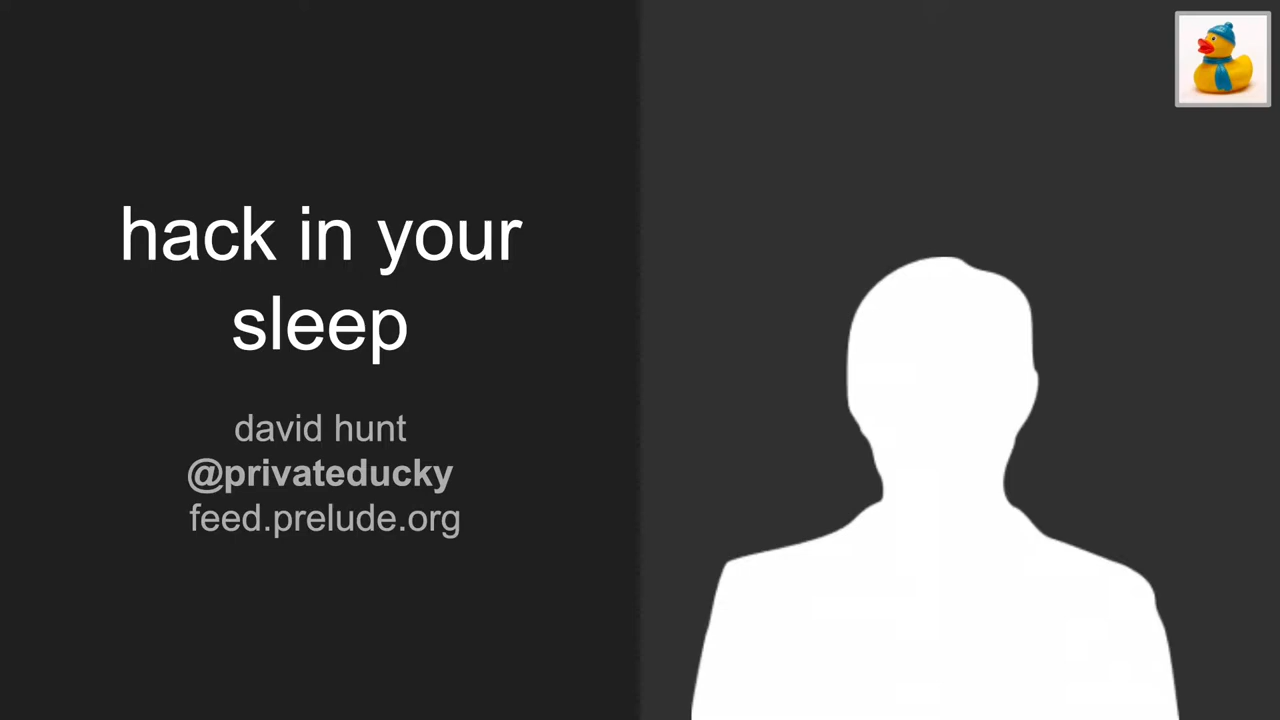 hack in your
sleep
david hunt
@privateducky
feed.prelude.org